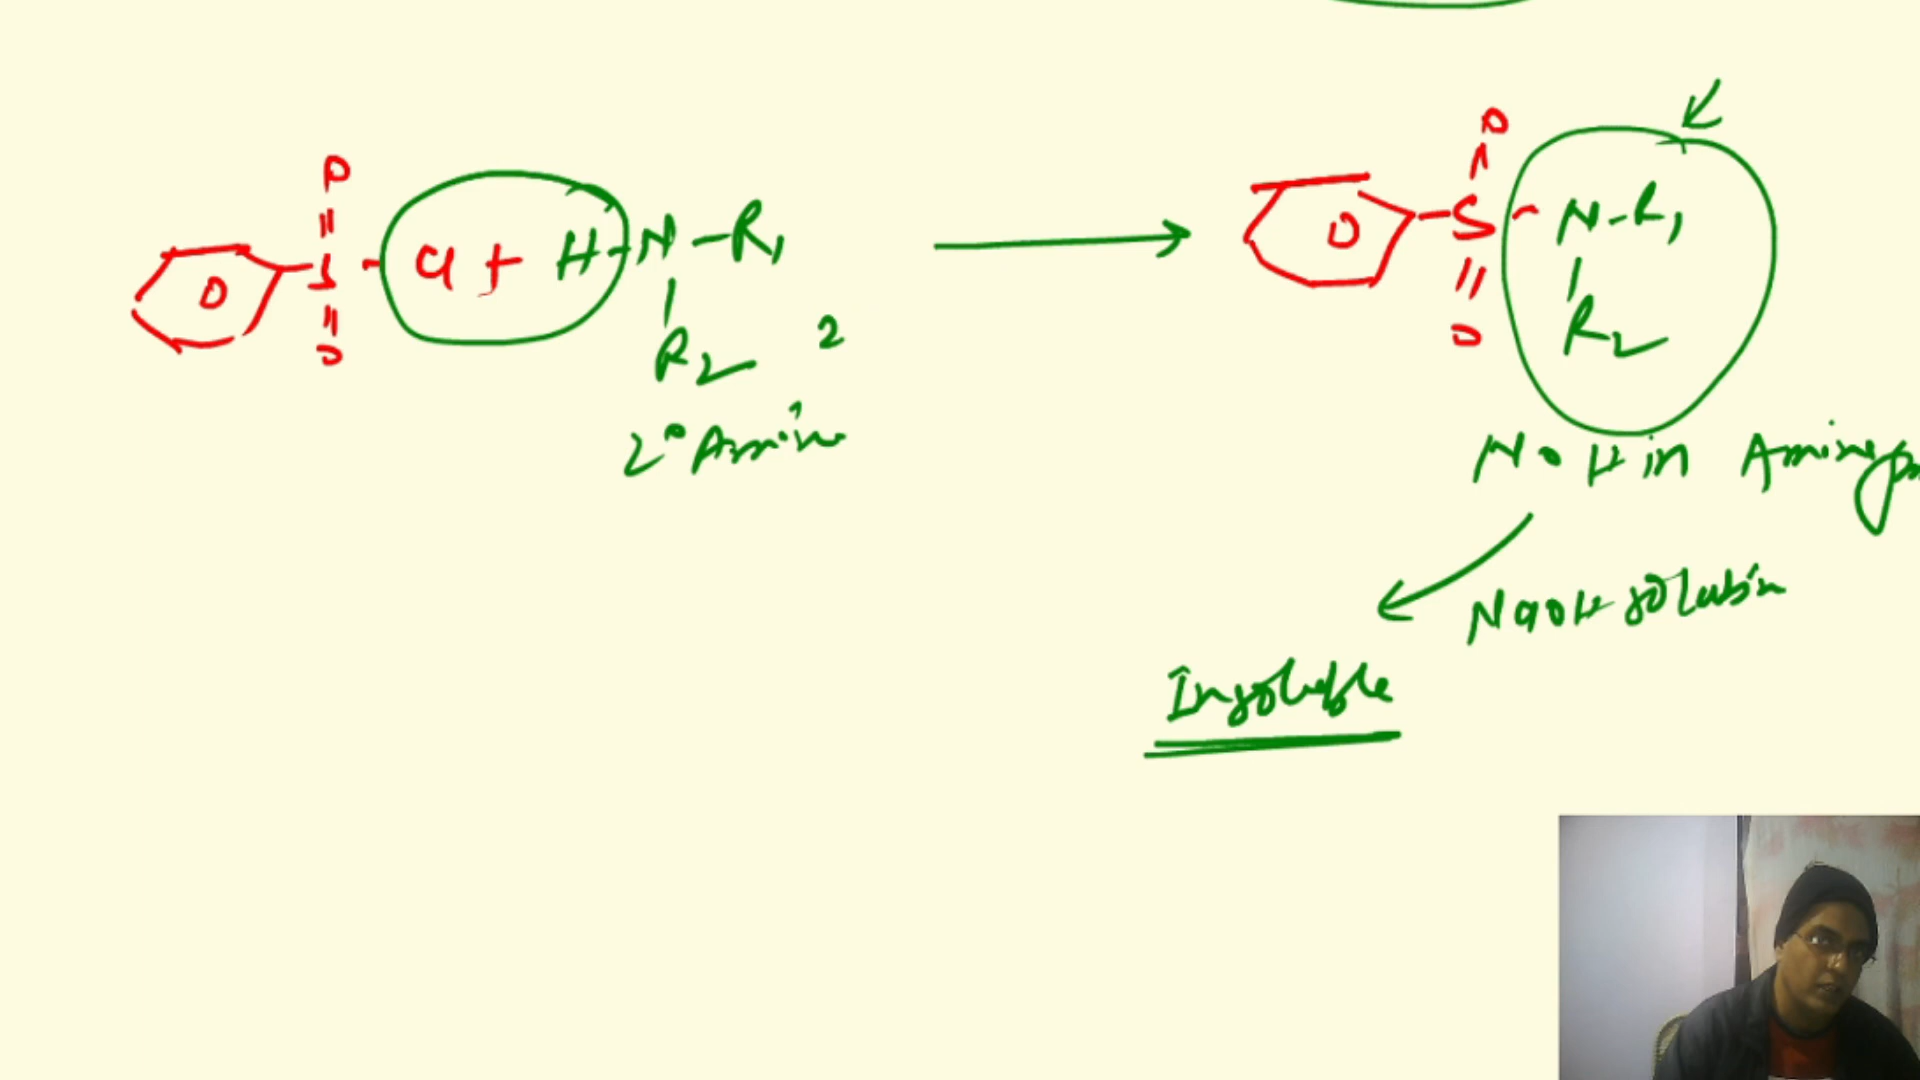 O
O
S - Cl + H - N - R1
O
R2
2
2° Amine
O
O - S - N - R1
O
R2
No H in Amine
NaOH solution
Insoluble